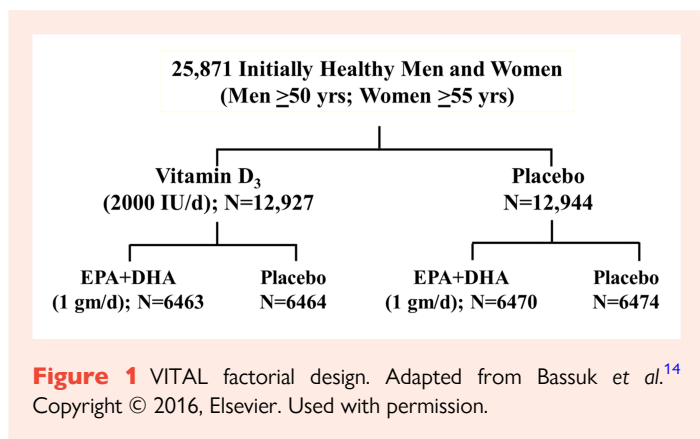 25,871 Initially Healthy Men and Women
(Men ≥50 yrs; Women ≥55 yrs)
Vitamin D₃
(2000 IU/d); N=12,927
Placebo
N=12,944
EPA+DHA
(1 gm/d); N=6463
Placebo
N=6464
EPA+DHA
(1 gm/d); N=6470
Placebo
N=6474
Figure 1 VITAL factorial design. Adapted from Bassuk et al.¹⁴
Copyright © 2016, Elsevier. Used with permission.